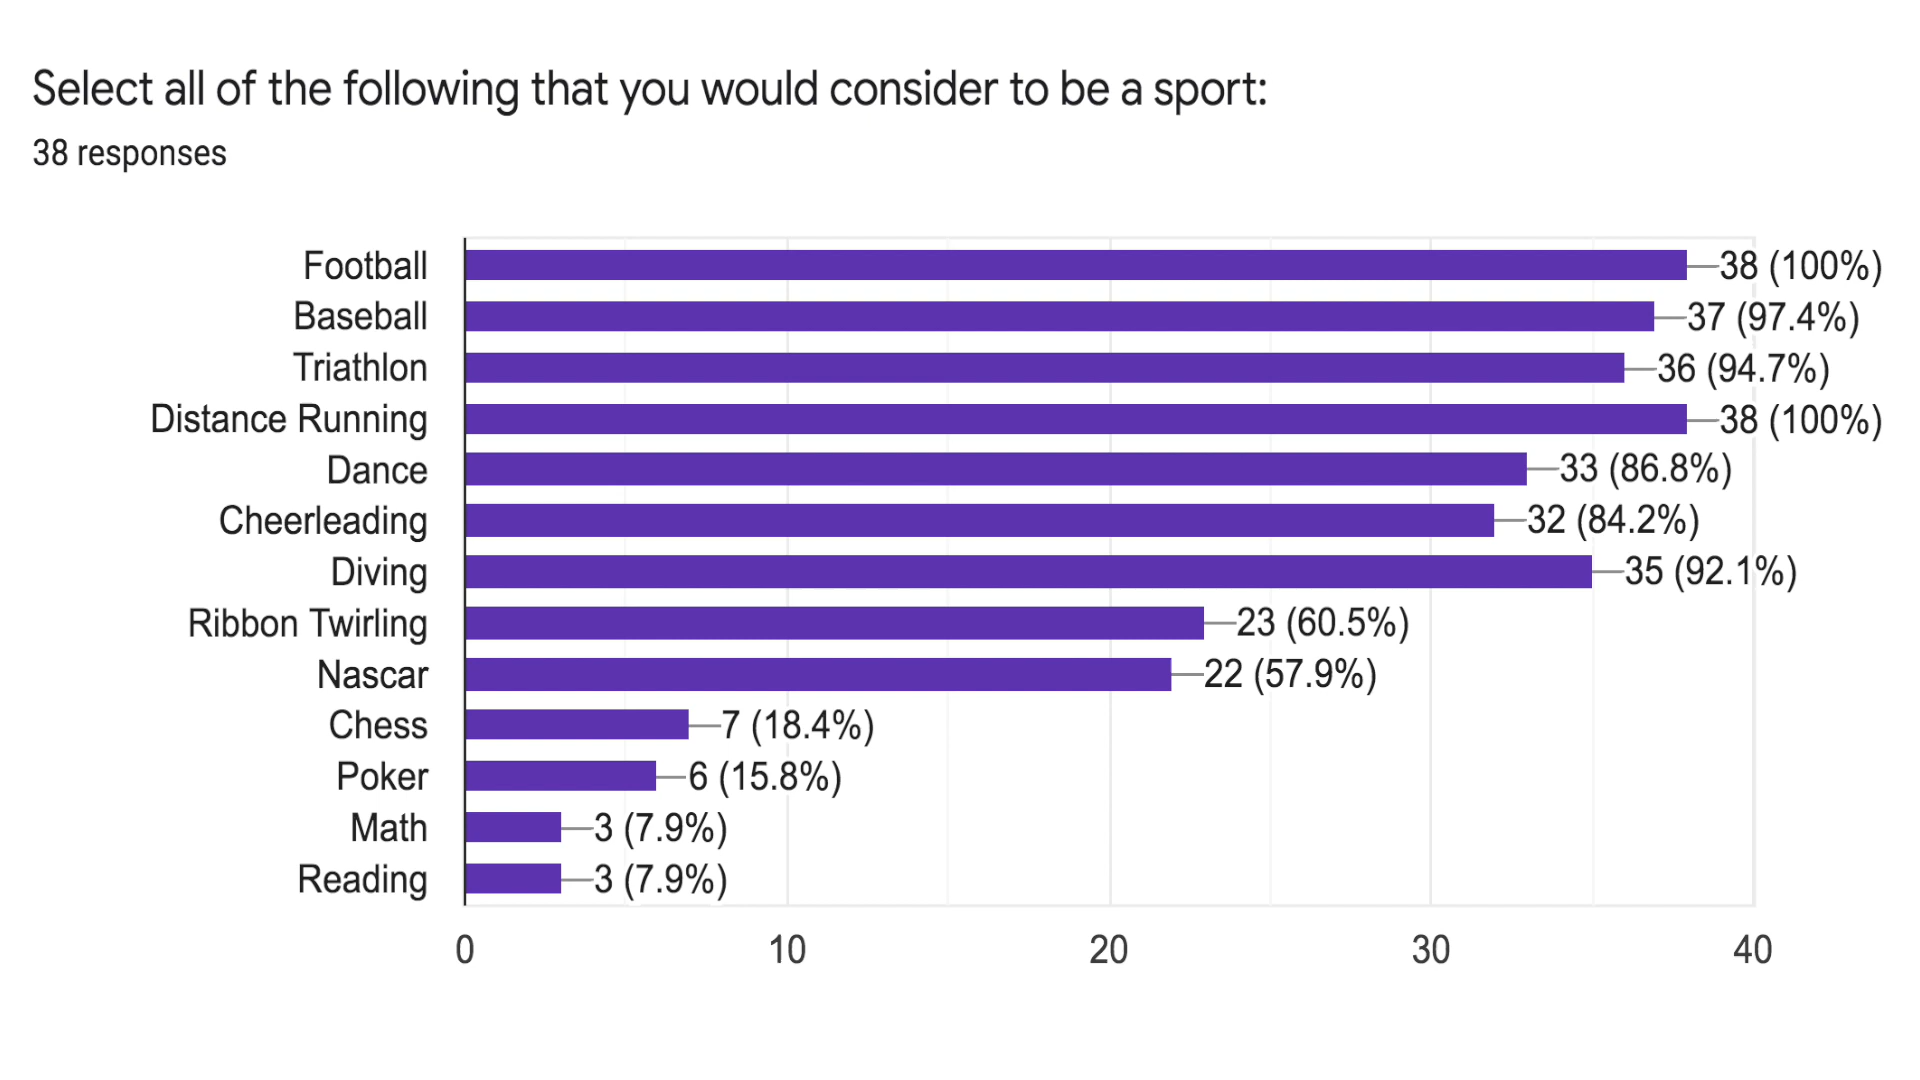 Select all of the following that you would consider to be a sport:
38 responses
Football 38 (100%)
Baseball 37 (97.4%)
Triathlon 36 (94.7%)
Distance Running 38 (100%)
Dance 33 (86.8%)
Cheerleading 32 (84.2%)
Diving 35 (92.1%)
Ribbon Twirling 23 (60.5%)
Nascar 22 (57.9%)
Chess 7 (18.4%)
Poker 6 (15.8%)
Math 3 (7.9%)
Reading 3 (7.9%)
0 10 20 30 40